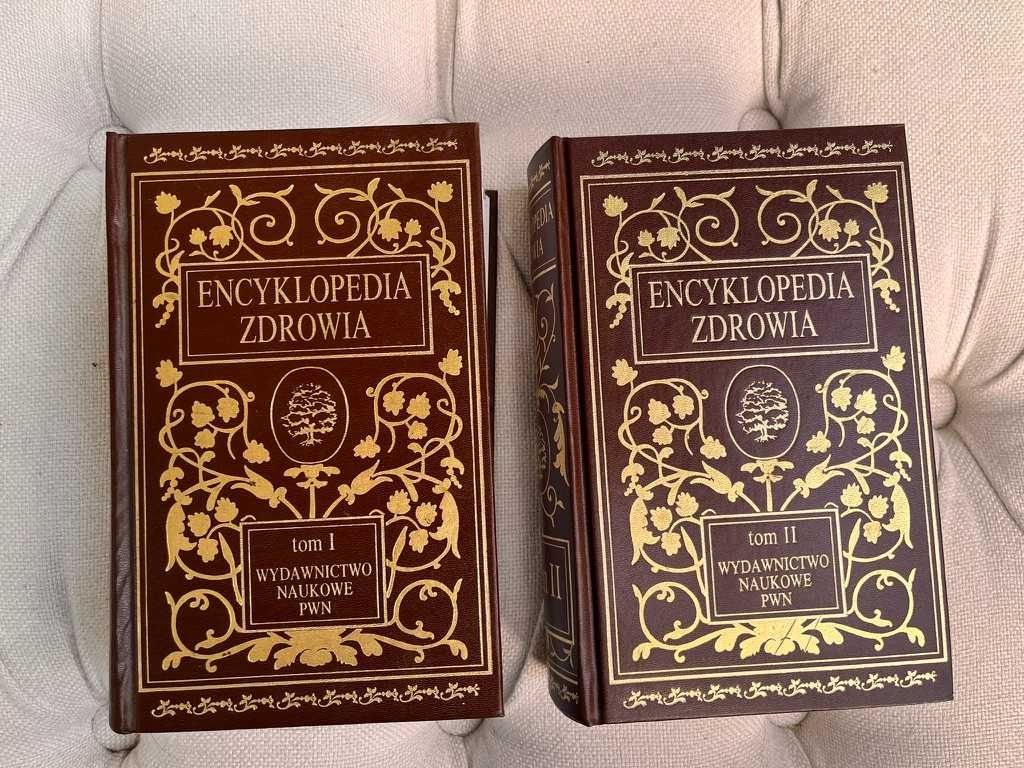 ENCYKLOPEDIA
ZDROWIA
tom I
WYDAWNICTWO
NAUKOWE
PWN
II
ENCYKLOPEDIA
ZDROWIA
tom II
WYDAWNICTWO
NAUKOWE
PWN